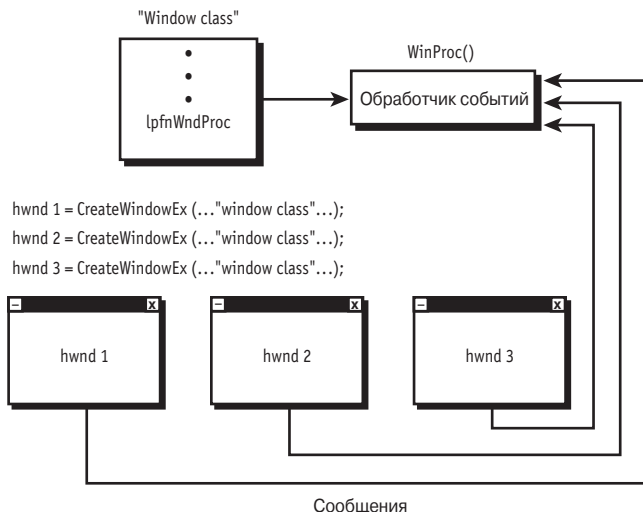 "Window class"
WinProc()
Обработчик событий
lpfnWndProc
hwnd 1 = CreateWindowEx (..."window class"...);
hwnd 2 = CreateWindowEx (..."window class"...);
hwnd 3 = CreateWindowEx (..."window class"...);
– x – x – x
hwnd 1 hwnd 2 hwnd 3
Сообщения